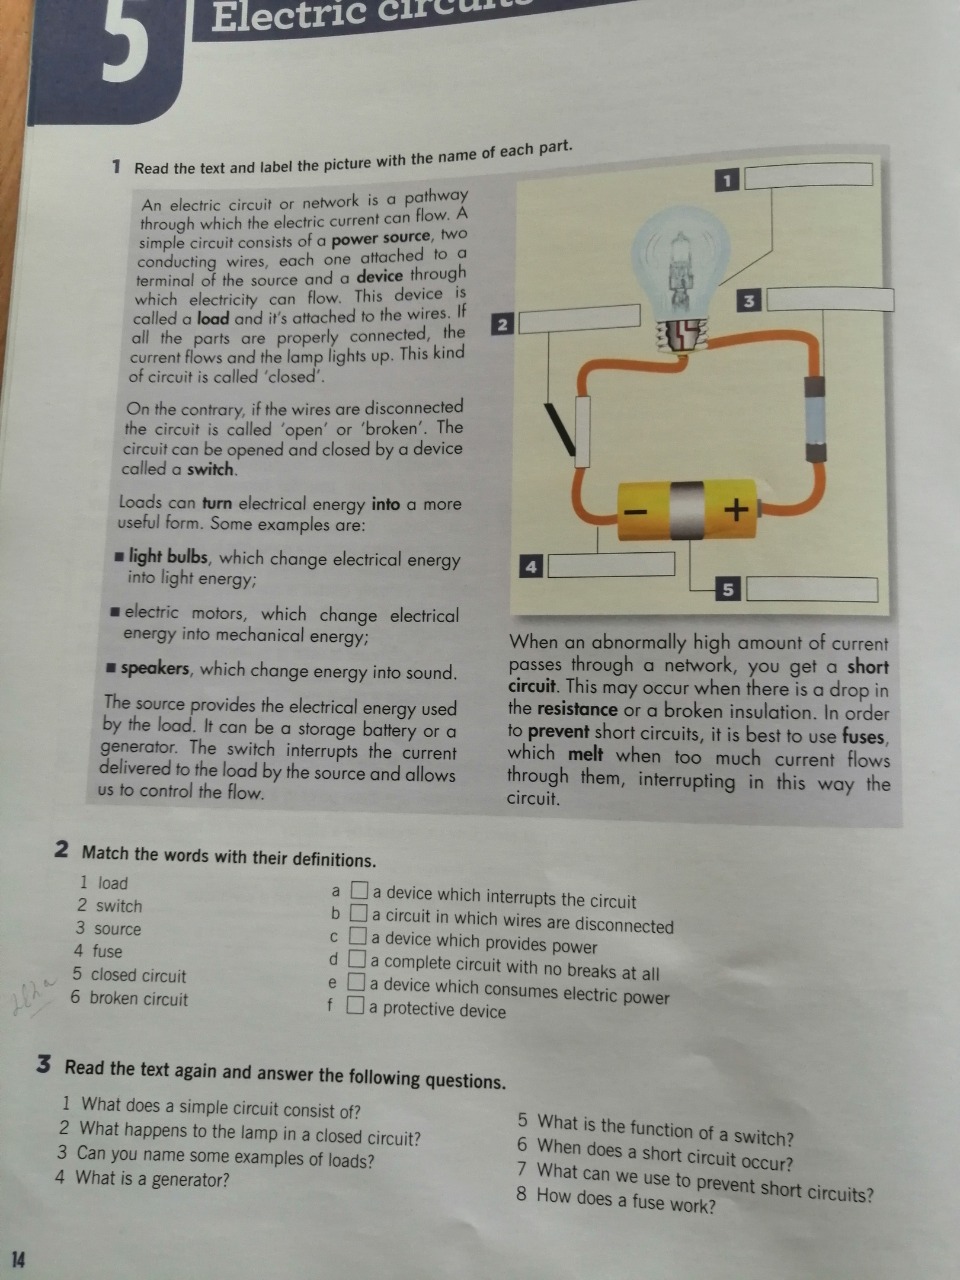 5
Electric circuits
1 Read the text and label the picture with the name of each part.
An electric circuit or network is a pathway
through which the electric current can flow. A
simple circuit consists of a power source, two
conducting wires, each one attached to a
terminal of the source and a device through
which electricity can flow. This device is
called a load and it's attached to the wires. If
all the parts are properly connected, the
current flows and the lamp lights up. This kind
of circuit is called 'closed'.
On the contrary, if the wires are disconnected
the circuit is called 'open' or 'broken'. The
circuit can be opened and closed by a device
called a switch.
Loads can turn electrical energy into a more
useful form. Some examples are:
■ light bulbs, which change electrical energy
into light energy;
■ electric motors, which change electrical
energy into mechanical energy;
■ speakers, which change energy into sound.
The source provides the electrical energy used
by the load. It can be a storage battery or a
generator. The switch interrupts the current
delivered to the load by the source and allows
us to control the flow.
1
2
3
4
5
− +
When an abnormally high amount of current
passes through a network, you get a short
circuit. This may occur when there is a drop in
the resistance or a broken insulation. In order
to prevent short circuits, it is best to use fuses,
which melt when too much current flows
through them, interrupting in this way the
circuit.
2 Match the words with their definitions.
1 load
2 switch
3 source
4 fuse
5 closed circuit
6 broken circuit
a a device which interrupts the circuit
b a circuit in which wires are disconnected
c a device which provides power
d a complete circuit with no breaks at all
e a device which consumes electric power
f a protective device
3 Read the text again and answer the following questions.
1 What does a simple circuit consist of?
2 What happens to the lamp in a closed circuit?
3 Can you name some examples of loads?
4 What is a generator?
5 What is the function of a switch?
6 When does a short circuit occur?
7 What can we use to prevent short circuits?
8 How does a fuse work?
14